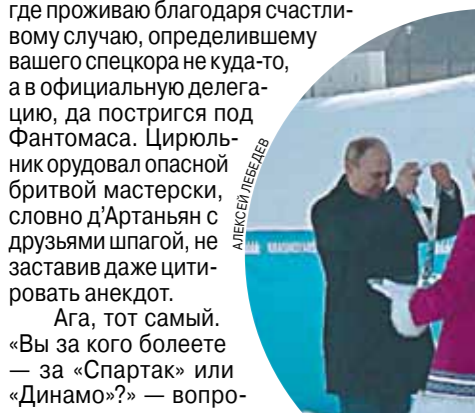 где проживаю благодаря счастли-
вому случаю, определившему
вашего спецкора не куда-то,
а в официальную делега-
цию, да постригся под
Фантомаса. Цирюль-
ник орудовал опасной
бритвой мастерски,
словно д’Артаньян с
друзьями шпагой, не
заставив даже цити-
ровать анекдот.
Ага, тот самый.
«Вы за кого болеете
— за «Спартак» или
«Динамо»?» — вопро-
АЛЕКСЕЙ ЛЕБЕДЕВ